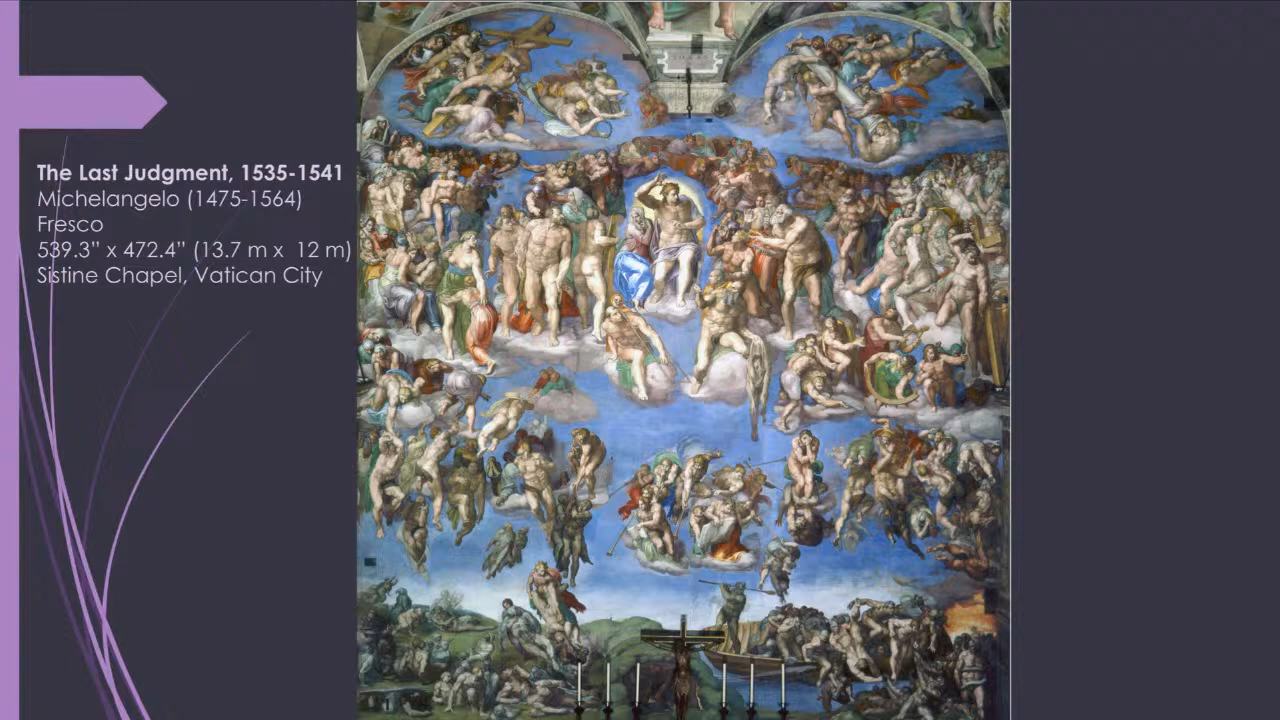 The Last Judgment, 1535-1541
Michelangelo (1475-1564)
Fresco
539.3” x 472.4” (13.7 m x  12 m)
Sistine Chapel, Vatican City